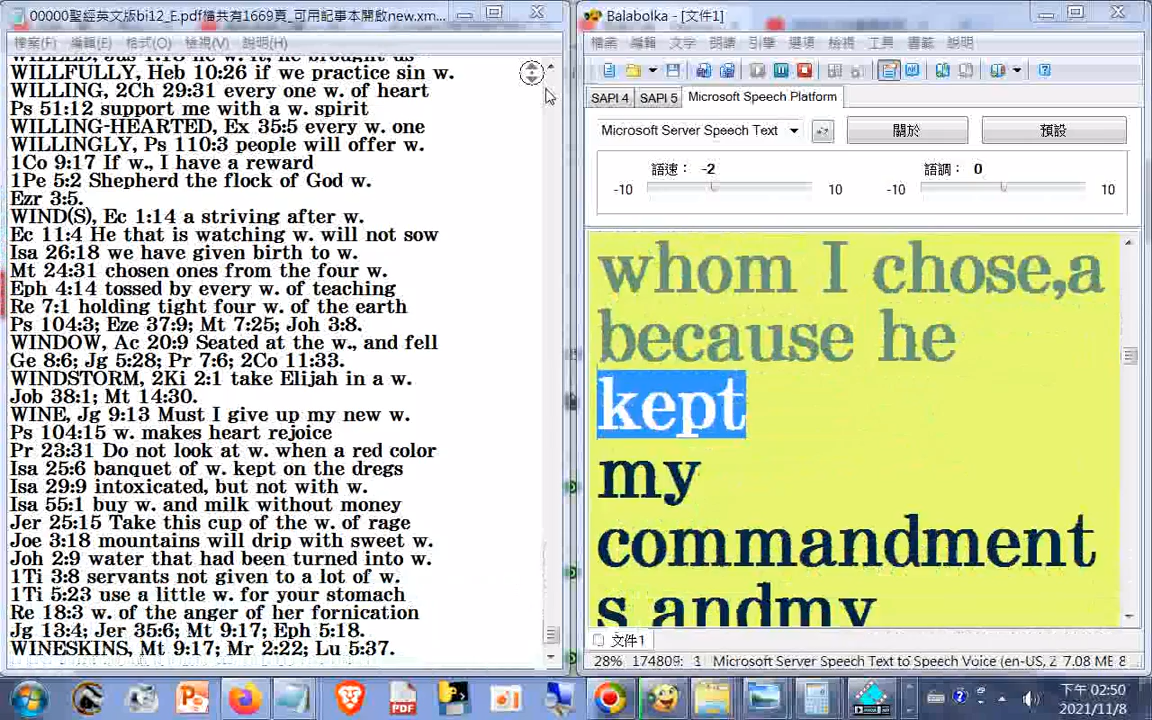 00000聖經英文版bi12_E.pdf檔共有1669頁_可用記事本開啟new.xm...
檔案(F) 編輯(E) 格式(O) 檢視(V) 說明(H)
WILLFULLY, Heb 10:26 if we practice sin w.
WILLING, 2Ch 29:31 every one w. of heart
Ps 51:12 support me with a w. spirit
WILLING-HEARTED, Ex 35:5 every w. one
WILLINGLY, Ps 110:3 people will offer w.
1Co 9:17 If w., I have a reward
1Pe 5:2 Shepherd the flock of God w.
Ezr 3:5.
WIND(S), Ec 1:14 a striving after w.
Ec 11:4 He that is watching w. will not sow
Isa 26:18 we have given birth to w.
Mt 24:31 chosen ones from the four w.
Eph 4:14 tossed by every w. of teaching
Re 7:1 holding tight four w. of the earth
Ps 104:3; Eze 37:9; Mt 7:25; Joh 3:8.
WINDOW, Ac 20:9 Seated at the w., and fell
Ge 8:6; Jg 5:28; Pr 7:6; 2Co 11:33.
WINDSTORM, 2Ki 2:1 take Elijah in a w.
Job 38:1; Mt 14:30.
WINE, Jg 9:13 Must I give up my new w.
Ps 104:15 w. makes heart rejoice
Pr 23:31 Do not look at w. when a red color
Isa 25:6 banquet of w. kept on the dregs
Isa 29:9 intoxicated, but not with w.
Isa 55:1 buy w. and milk without money
Jer 25:15 Take this cup of the w. of rage
Joe 3:18 mountains will drip with sweet w.
Joh 2:9 water that had been turned into w.
1Ti 3:8 servants not given to a lot of w.
1Ti 5:23 use a little w. for your stomach
Re 18:3 w. of the anger of her fornication
Jg 13:4; Jer 35:6; Mt 9:17; Eph 5:18.
WINESKINS, Mt 9:17; Mr 2:22; Lu 5:37.
Balabolka - [文件1]
檔案 編輯 文字 朗讀 引擎 選項 檢視 工具 書籤 說明
SAPI 4 SAPI 5 Microsoft Speech Platform
Microsoft Server Speech Text 關於 預設
語速： -2 語調： 0
-10 10 -10 10
whom I chose,a
because he
kept
my
commandment
s andmy
文件1
28% 174809: 1 Microsoft Server Speech Text to Speech Voice (en-US, Z 7.08 MB 8
PDF
下午 02:50
2021/11/8